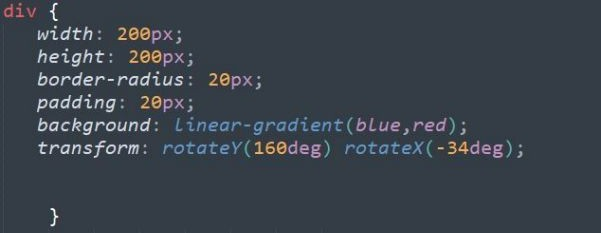 div {
width: 200px;
height: 200px;
border-radius: 20px;
padding: 20px;
background: linear-gradient(blue,red);
transform: rotateY(160deg) rotateX(-34deg);
}